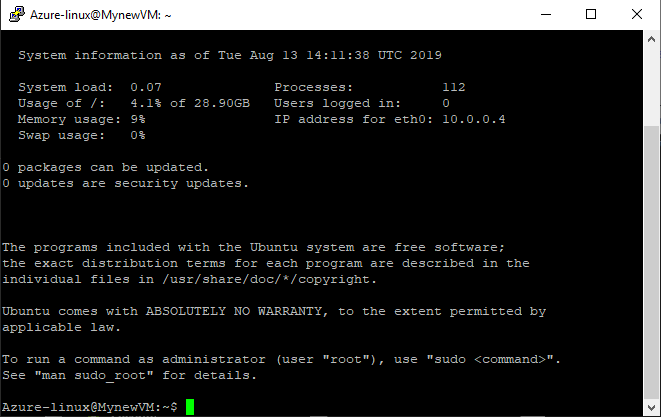 Azure-linux@MynewVM: ~
System information as of Tue Aug 13 14:11:38 UTC 2019
System load:  0.07              Processes:           112
Usage of /:   4.1% of 28.90GB   Users logged in:     0
Memory usage: 9%                IP address for eth0: 10.0.0.4
Swap usage:   0%
0 packages can be updated.
0 updates are security updates.
The programs included with the Ubuntu system are free software;
the exact distribution terms for each program are described in the
individual files in /usr/share/doc/*/copyright.
Ubuntu comes with ABSOLUTELY NO WARRANTY, to the extent permitted by
applicable law.
To run a command as administrator (user "root"), use "sudo <command>".
See "man sudo_root" for details.
Azure-linux@MynewVM:~$